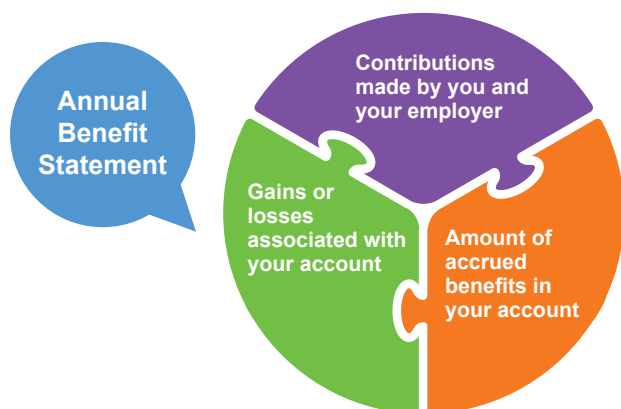 Annual
Benefit
Statement
Contributions
made by you and
your employer
Gains or
losses
associated with
your account
Amount of
accrued
benefits in
your account